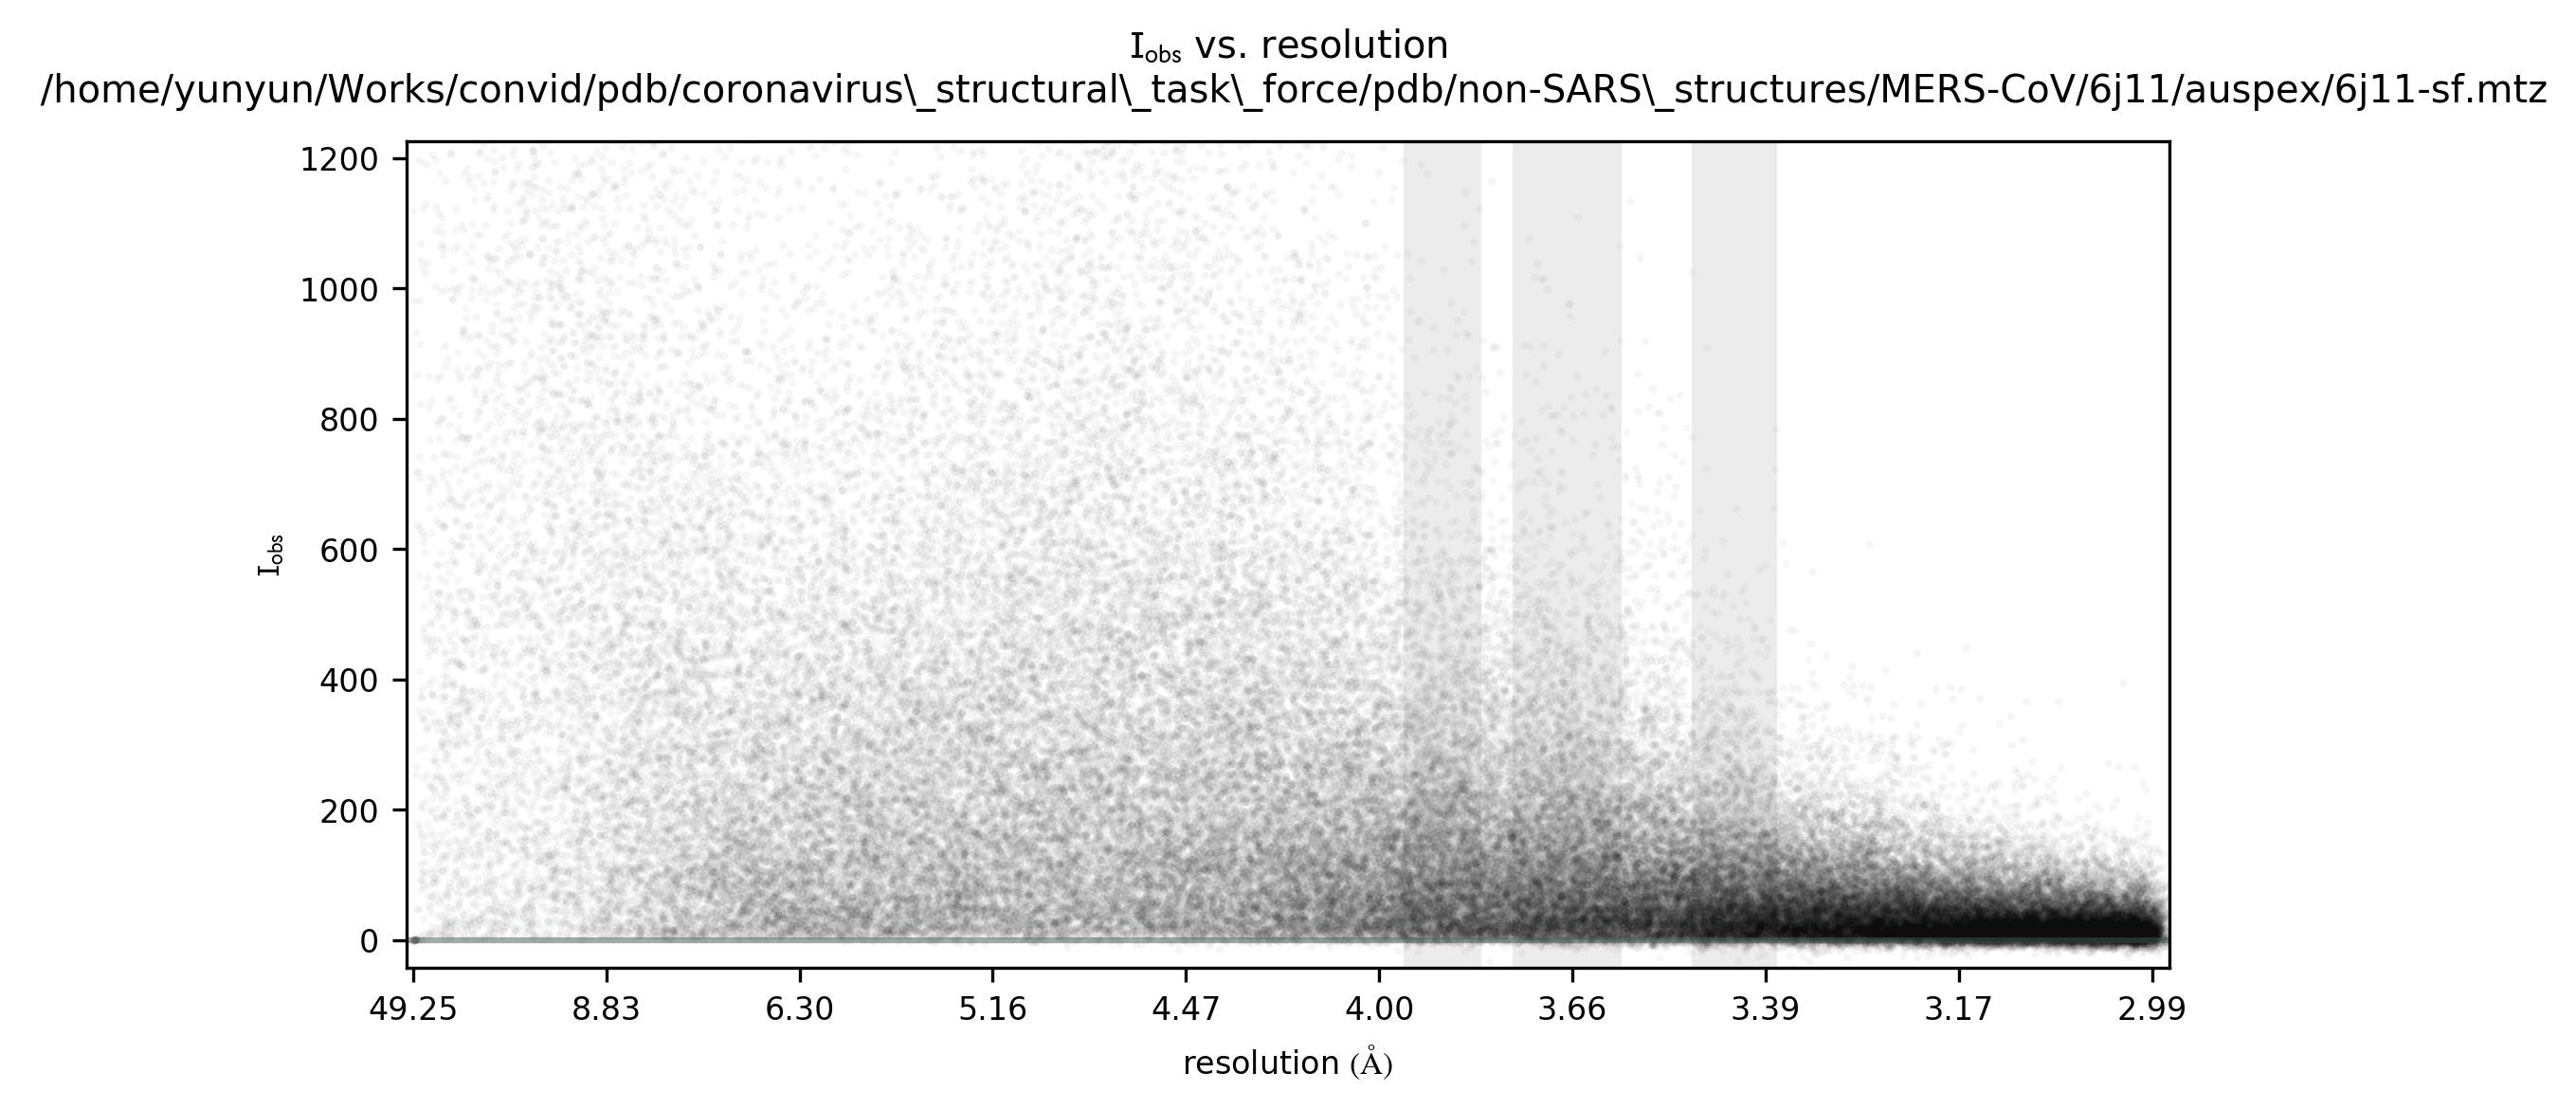 I_obs vs. resolution
/home/yunyun/Works/convid/pdb/coronavirus\_structural\_task\_force/pdb/non-SARS\_structures/MERS-CoV/6j11/auspex/6j11-sf.mtz
1200
1000
800
600
400
200
0
I_obs
49.25 8.83 6.30 5.16 4.47 4.00 3.66 3.39 3.17 2.99
resolution (Å)